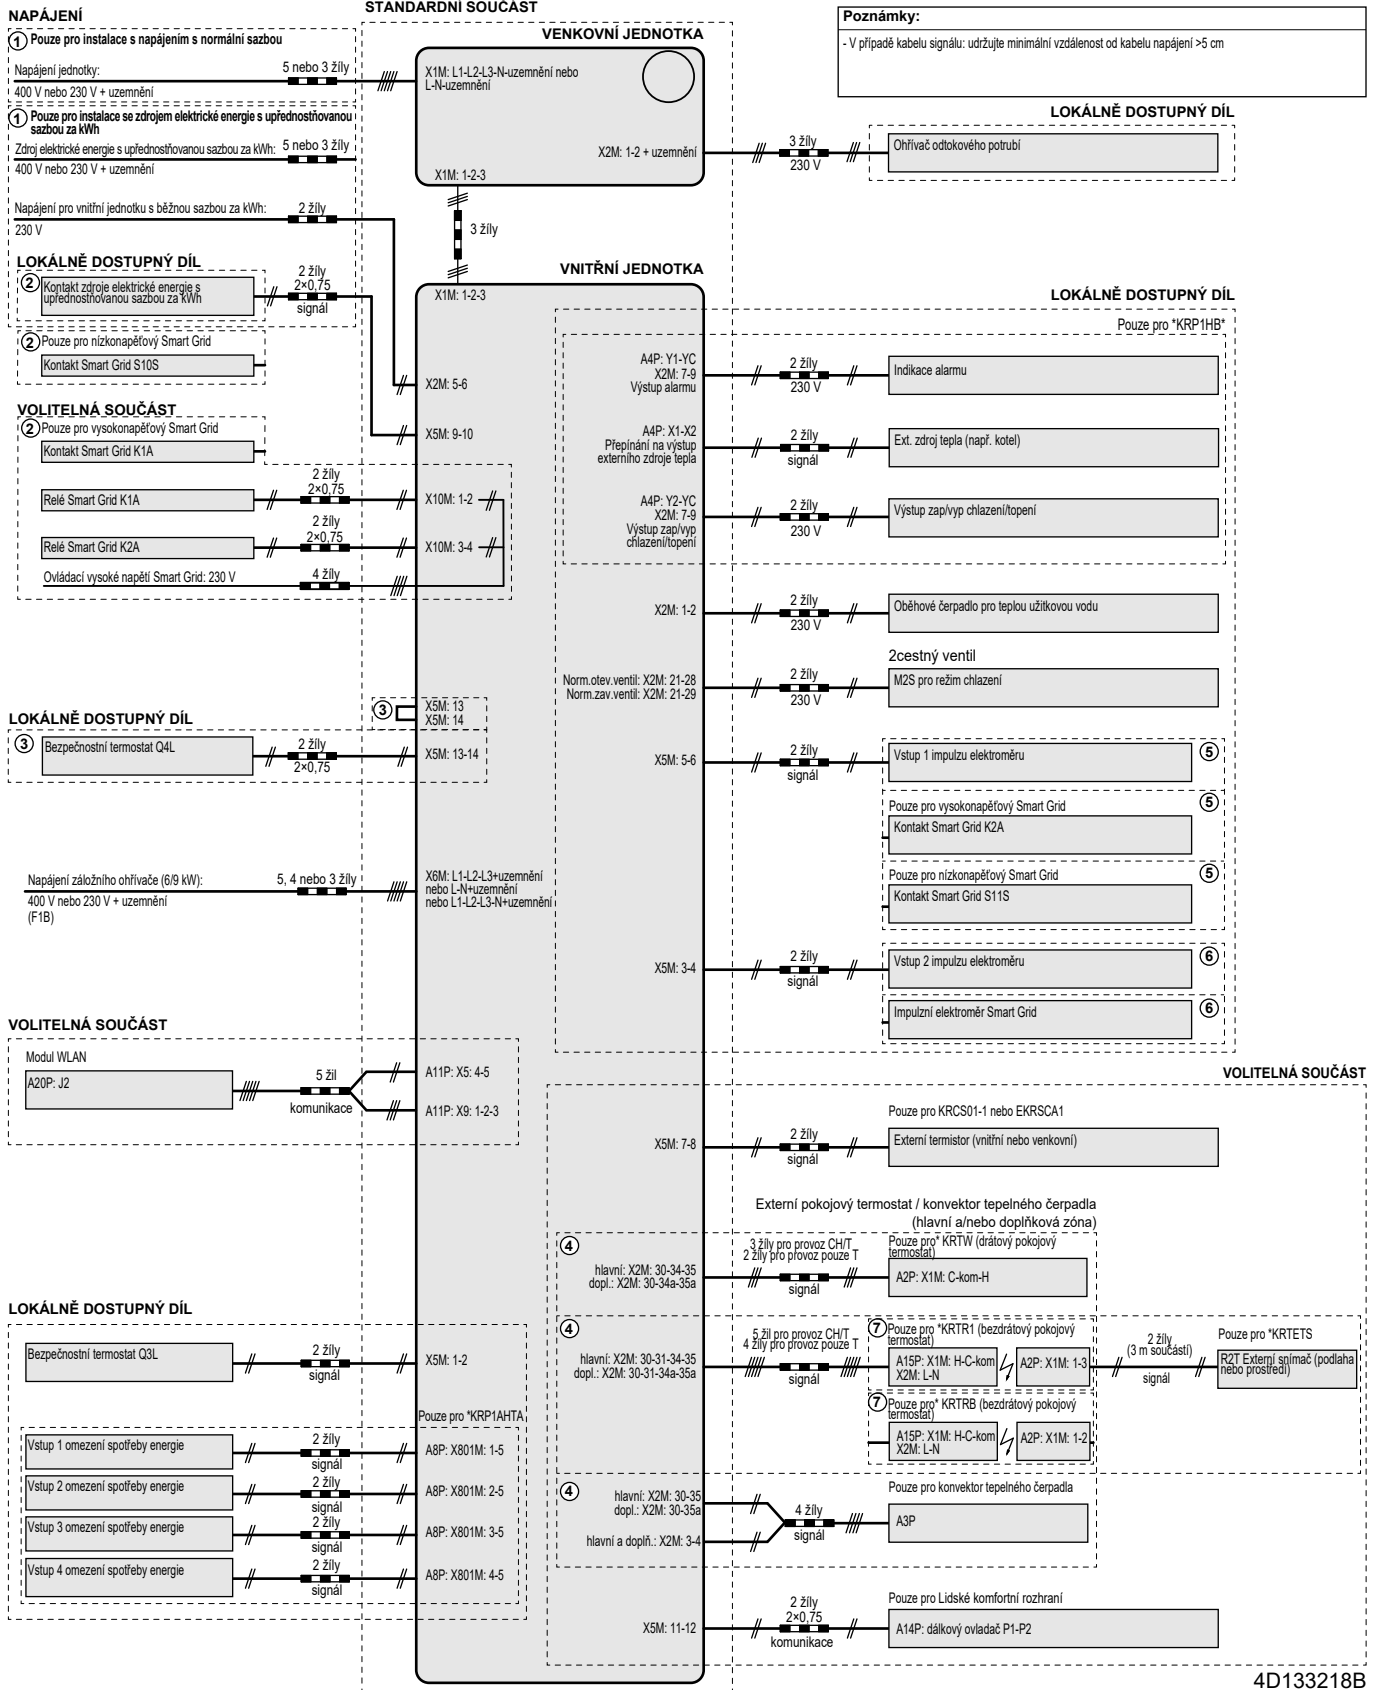 NAPÁJENÍ
STANDARDNÍ SOUČÁST
Poznámky:
- V případě kabelu signálu: udržujte minimální vzdálenost od kabelu napájení >5 cm
1 Pouze pro instalace s napájením s normální sazbou
Napájení jednotky:
5 nebo 3 žíly
400 V nebo 230 V + uzemnění
VENKOVNÍ JEDNOTKA
X1M: L1-L2-L3-N-uzemnění nebo
L-N-uzemnění
X2M: 1-2 + uzemnění
X1M: 1-2-3
3 žíly
230 V
LOKÁLNĚ DOSTUPNÝ DÍL
Ohřívač odtokového potrubí
1 Pouze pro instalace se zdrojem elektrické energie s upřednostňovanou
sazbou za kWh
Zdroj elektrické energie s upřednostňovanou sazbou za kWh:
5 nebo 3 žíly
400 V nebo 230 V + uzemnění
Napájení pro vnitřní jednotku s běžnou sazbou za kWh:
2 žíly
230 V
3 žíly
LOKÁLNĚ DOSTUPNÝ DÍL
2
Kontakt zdroje elektrické energie s
upřednostňovanou sazbou za kWh
2 žíly
2×0,75
signál
2 Pouze pro nízkonapěťový Smart Grid
Kontakt Smart Grid S10S
VOLITELNÁ SOUČÁST
2 Pouze pro vysokonapěťový Smart Grid
Kontakt Smart Grid K1A
Relé Smart Grid K1A
2 žíly
2×0,75
Relé Smart Grid K2A
2 žíly
2×0,75
Ovládací vysoké napětí Smart Grid: 230 V
4 žíly
VNITŘNÍ JEDNOTKA
X1M: 1-2-3
X2M: 5-6
X5M: 9-10
X10M: 1-2
X10M: 3-4
LOKÁLNĚ DOSTUPNÝ DÍL
Pouze pro *KRP1HB*
A4P: Y1-YC
X2M: 7-9
Výstup alarmu
2 žíly
230 V
Indikace alarmu
A4P: X1-X2
Přepínání na výstup
externího zdroje tepla
2 žíly
signál
Ext. zdroj tepla (např. kotel)
A4P: Y2-YC
X2M: 7-9
Výstup zap/vyp
chlazení/topení
2 žíly
230 V
Výstup zap/vyp chlazení/topení
X2M: 1-2
2 žíly
230 V
Oběhové čerpadlo pro teplou užitkovou vodu
2cestný ventil
Norm.otev.ventil: X2M: 21-28
Norm.zav.ventil: X2M: 21-29
2 žíly
230 V
M2S pro režim chlazení
3
X5M: 13
X5M: 14
LOKÁLNĚ DOSTUPNÝ DÍL
3
Bezpečnostní termostat Q4L
2 žíly
2×0,75
X5M: 13-14
X5M: 5-6
2 žíly
signál
Vstup 1 impulzu elektroměru
5
Pouze pro vysokonapěťový Smart Grid
5
Kontakt Smart Grid K2A
Pouze pro nízkonapěťový Smart Grid
5
Kontakt Smart Grid S11S
Napájení záložního ohřívače (6/9 kW):
5, 4 nebo 3 žíly
400 V nebo 230 V + uzemnění
(F1B)
X6M: L1-L2-L3+uzemnění
nebo L-N+uzemnění
nebo L1-L2-L3-N+uzemnění
X5M: 3-4
2 žíly
signál
Vstup 2 impulzu elektroměru
6
Impulzní elektroměr Smart Grid
6
VOLITELNÁ SOUČÁST
Modul WLAN
A20P: J2
5 žil
komunikace
A11P: X5: 4-5
A11P: X9: 1-2-3
VOLITELNÁ SOUČÁST
Pouze pro KRCS01-1 nebo EKRSCA1
X5M: 7-8
2 žíly
signál
Externí termistor (vnitřní nebo venkovní)
Externí pokojový termostat / konvektor tepelného čerpadla
(hlavní a/nebo doplňková zóna)
4
hlavní: X2M: 30-34-35
dopl.: X2M: 30-34a-35a
3 žíly pro provoz CH/T
2 žíly pro provoz pouze T
signál
Pouze pro* KRTW (drátový pokojový
termostat)
A2P: X1M: C-kom-H
4
hlavní: X2M: 30-31-34-35
dopl.: X2M: 30-31-34a-35a
5 žil pro provoz CH/T
4 žíly pro provoz pouze T
signál
7 Pouze pro *KRTR1 (bezdrátový pokojový
termostat)
A15P: X1M: H-C-kom
X2M: L-N
A2P: X1M: 1-3
2 žíly
(3 m součástí)
signál
Pouze pro *KRTETS
R2T Externí snímač (podlaha
nebo prostředí)
7 Pouze pro* KRTRB (bezdrátový pokojový
termostat)
A15P: X1M: H-C-kom
X2M: L-N
A2P: X1M: 1-2
4
hlavní: X2M: 30-35
dopl.: X2M: 30-35a
hlavní a doplň.: X2M: 3-4
4 žíly
signál
Pouze pro konvektor tepelného čerpadla
A3P
X5M: 11-12
2 žíly
2×0,75
komunikace
Pouze pro Lidské komfortní rozhraní
A14P: dálkový ovladač P1-P2
LOKÁLNĚ DOSTUPNÝ DÍL
Bezpečnostní termostat Q3L
2 žíly
signál
X5M: 1-2
Pouze pro *KRP1AHTA
Vstup 1 omezení spotřeby energie
2 žíly
signál
A8P: X801M: 1-5
Vstup 2 omezení spotřeby energie
2 žíly
signál
A8P: X801M: 2-5
Vstup 3 omezení spotřeby energie
2 žíly
signál
A8P: X801M: 3-5
Vstup 4 omezení spotřeby energie
2 žíly
signál
A8P: X801M: 4-5
4D133218B